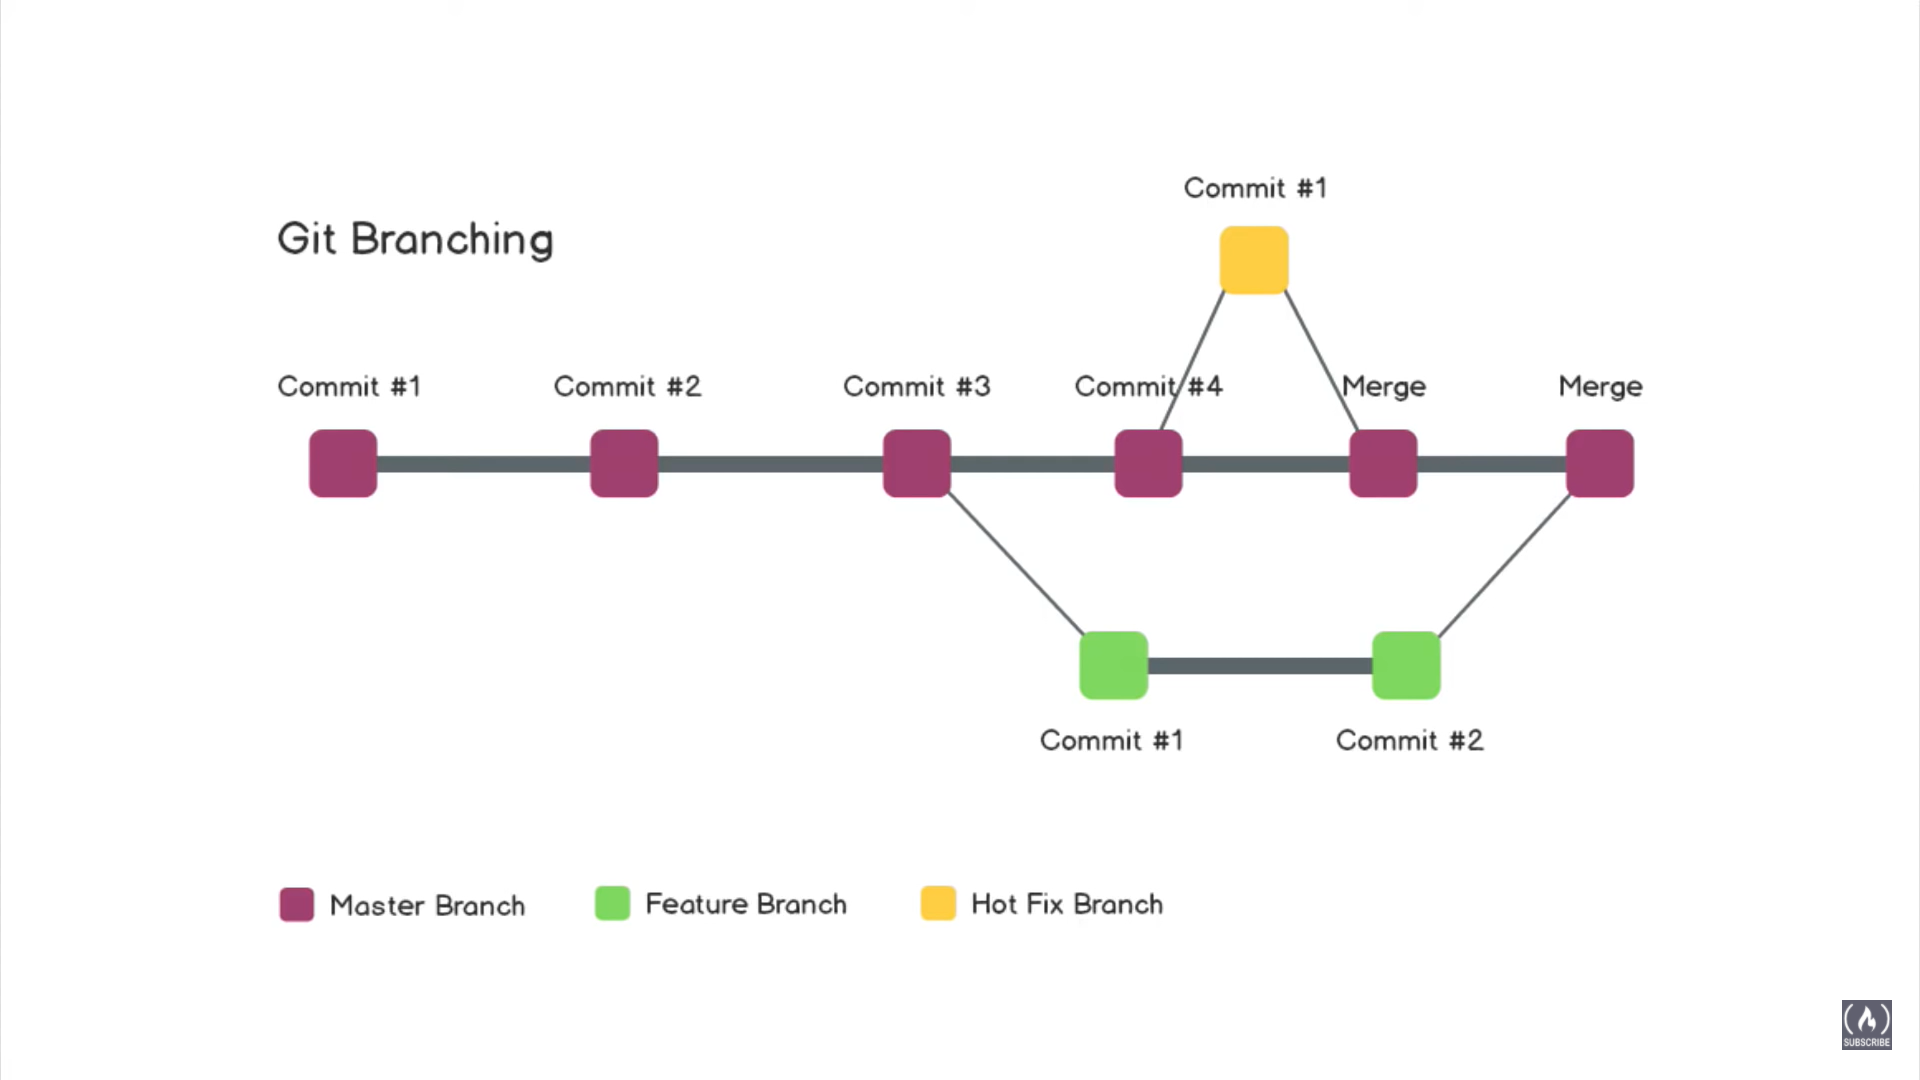 Commit #1
Git Branching
Commit #1
Commit #2
Commit #3
Commit #4
Merge
Merge
Commit #1
Commit #2
Master Branch
Feature Branch
Hot Fix Branch
SUBSCRIBE